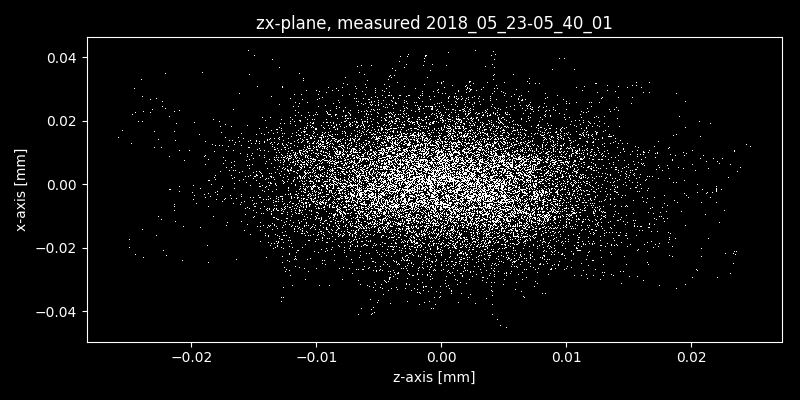 zx-plane, measured 2018_05_23-05_40_01
0.04
0.02
0.00
−0.02
−0.04
x-axis [mm]
−0.02 −0.01 0.00 0.01 0.02
z-axis [mm]